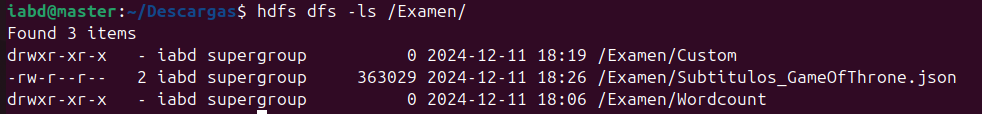 iabd@master:~/Descargas$ hdfs dfs -ls /Examen/
Found 3 items
drwxr-xr-x   - iabd supergroup          0 2024-12-11 18:19 /Examen/Custom
-rw-r--r--   2 iabd supergroup     363029 2024-12-11 18:26 /Examen/Subtitulos_GameOfThrone.json
drwxr-xr-x   - iabd supergroup          0 2024-12-11 18:06 /Examen/Wordcount